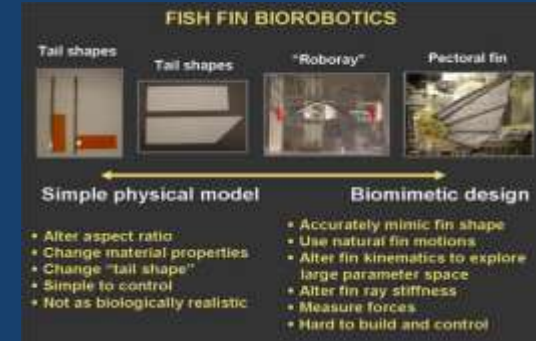 FISH FIN BIOROBOTICS
Tail shapes
Tail shapes
"Roboray"
Pectoral fin
Simple physical model
• Alter aspect ratio
• Change material properties
• Change "tail shape"
• Simple to control
• Not as biologically realistic
Biomimetic design
• Accurately mimic fin shape
• Use natural fin motions
• Alter fin kinematics to explore
large parameter space
• Alter fin ray stiffness
• Measure forces
• Hard to build and control